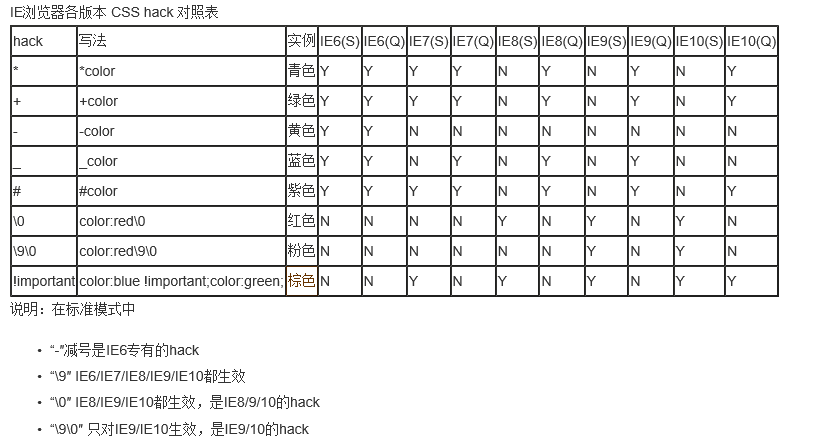 IE浏览器各版本 CSS hack 对照表
hack 写法 实例 IE6(S) IE6(Q) IE7(S) IE7(Q) IE8(S) IE8(Q) IE9(S) IE9(Q) IE10(S) IE10(Q)
* *color 青色 Y Y Y Y N Y N Y N Y
+ +color 绿色 Y Y Y Y N Y N Y N Y
- -color 黄色 Y Y N N N N N N N N
_ _color 蓝色 Y Y N Y N Y N Y N Y
# #color 紫色 Y Y Y Y N Y N Y N Y
\0 color:red\0 红色 N N N N Y N Y N Y N
\9\0 color:red\9\0 粉色 N N N N N N Y N Y N
!important color:blue !important;color:green; 棕色 N N Y N Y N Y N Y Y
说明：在标准模式中
• “-″减号是IE6专有的hack
• “\9″ IE6/IE7/IE8/IE9/IE10都生效
• “\0″ IE8/IE9/IE10都生效，是IE8/9/10的hack
• “\9\0″ 只对IE9/IE10生效，是IE9/10的hack